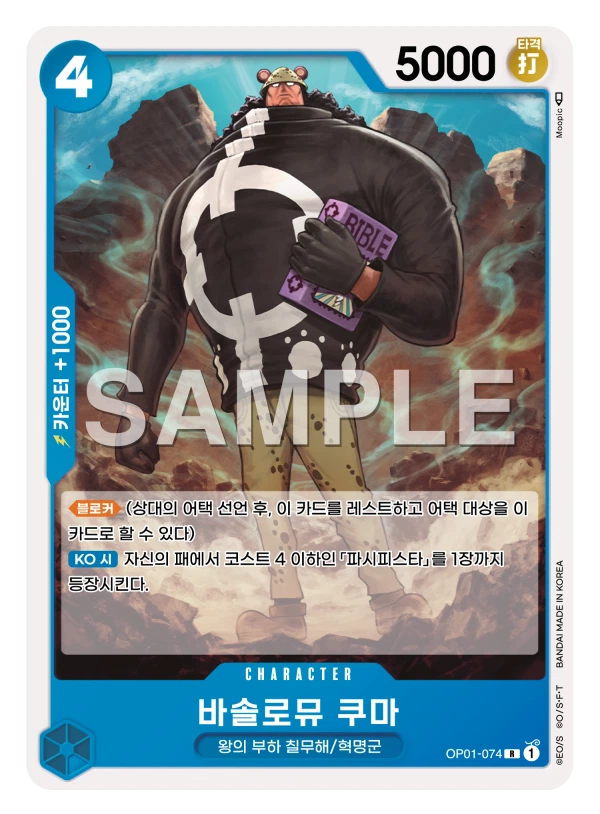 4
5000
타격
打
Moopic
BIBLE
⚡카운터 +1000
SAMPLE
블로커 (상대의 어택 선언 후, 이 카드를 레스트하고 어택 대상을 이
카드로 할 수 있다)
KO 시 자신의 패에서 코스트 4 이하인 「파시피스타」를 1장까지
등장시킨다.
CHARACTER
바솔로뮤 쿠마
왕의 부하 칠무해/혁명군
OP01-074 R 1
©EO/S ©O/S·F·T BANDAI MADE IN KOREA